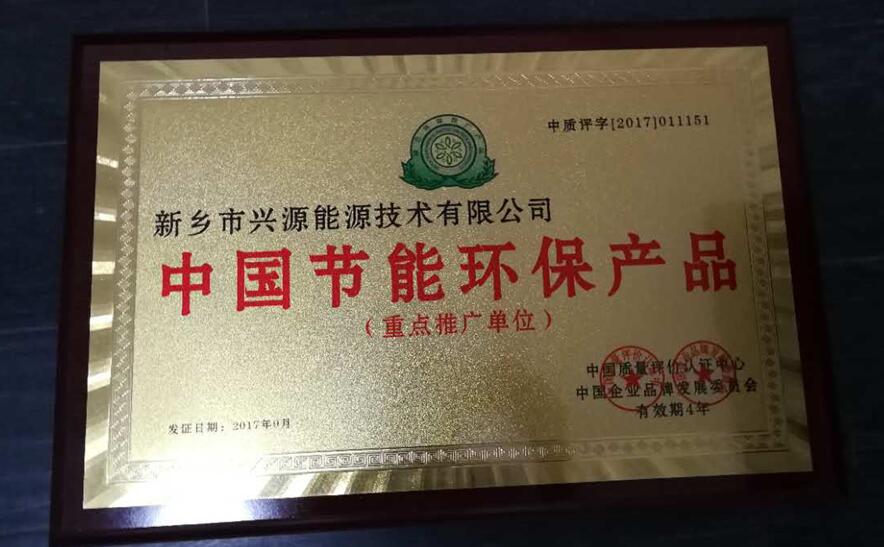 中质评字[2017]011151
新乡市兴源能源技术有限公司
中国节能环保产品
（重点推广单位）
中国质量评价认证中心
中国企业品牌发展委员会
有效期4年
发证日期：2017年9月